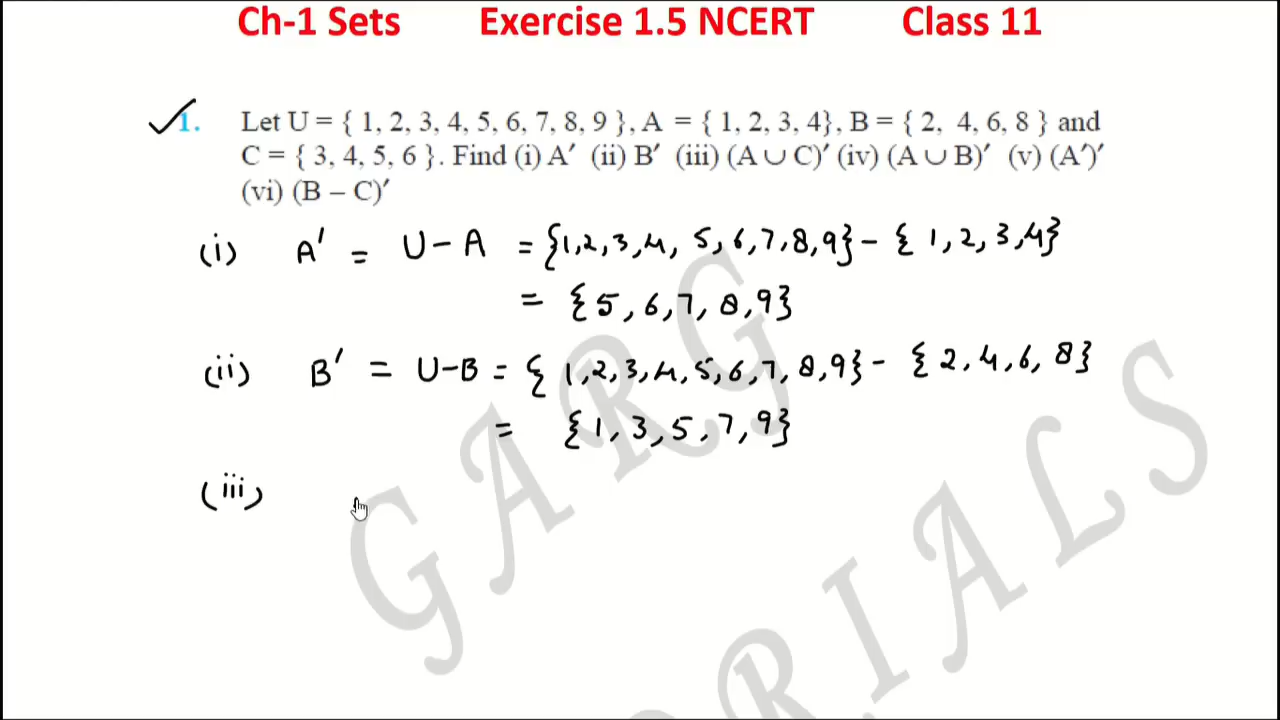 Ch-1 Sets Exercise 1.5 NCERT Class 11
1. Let U = { 1, 2, 3, 4, 5, 6, 7, 8, 9 }, A = { 1, 2, 3, 4}, B = { 2, 4, 6, 8 } and
C = { 3, 4, 5, 6 }. Find (i) A′ (ii) B′ (iii) (A ∪ C)′ (iv) (A ∪ B)′ (v) (A′)′
(vi) (B – C)′
(i) A' = U - A = {1,2,3,4, 5,6,7,8,9} - { 1,2,3,4}
= {5,6,7,8,9}
(ii) B' = U-B = { 1,2,3,4,5,6,7,8,9} - {2,4,6,8}
= {1,3,5,7,9}
(iii)
GARG
TORIALS